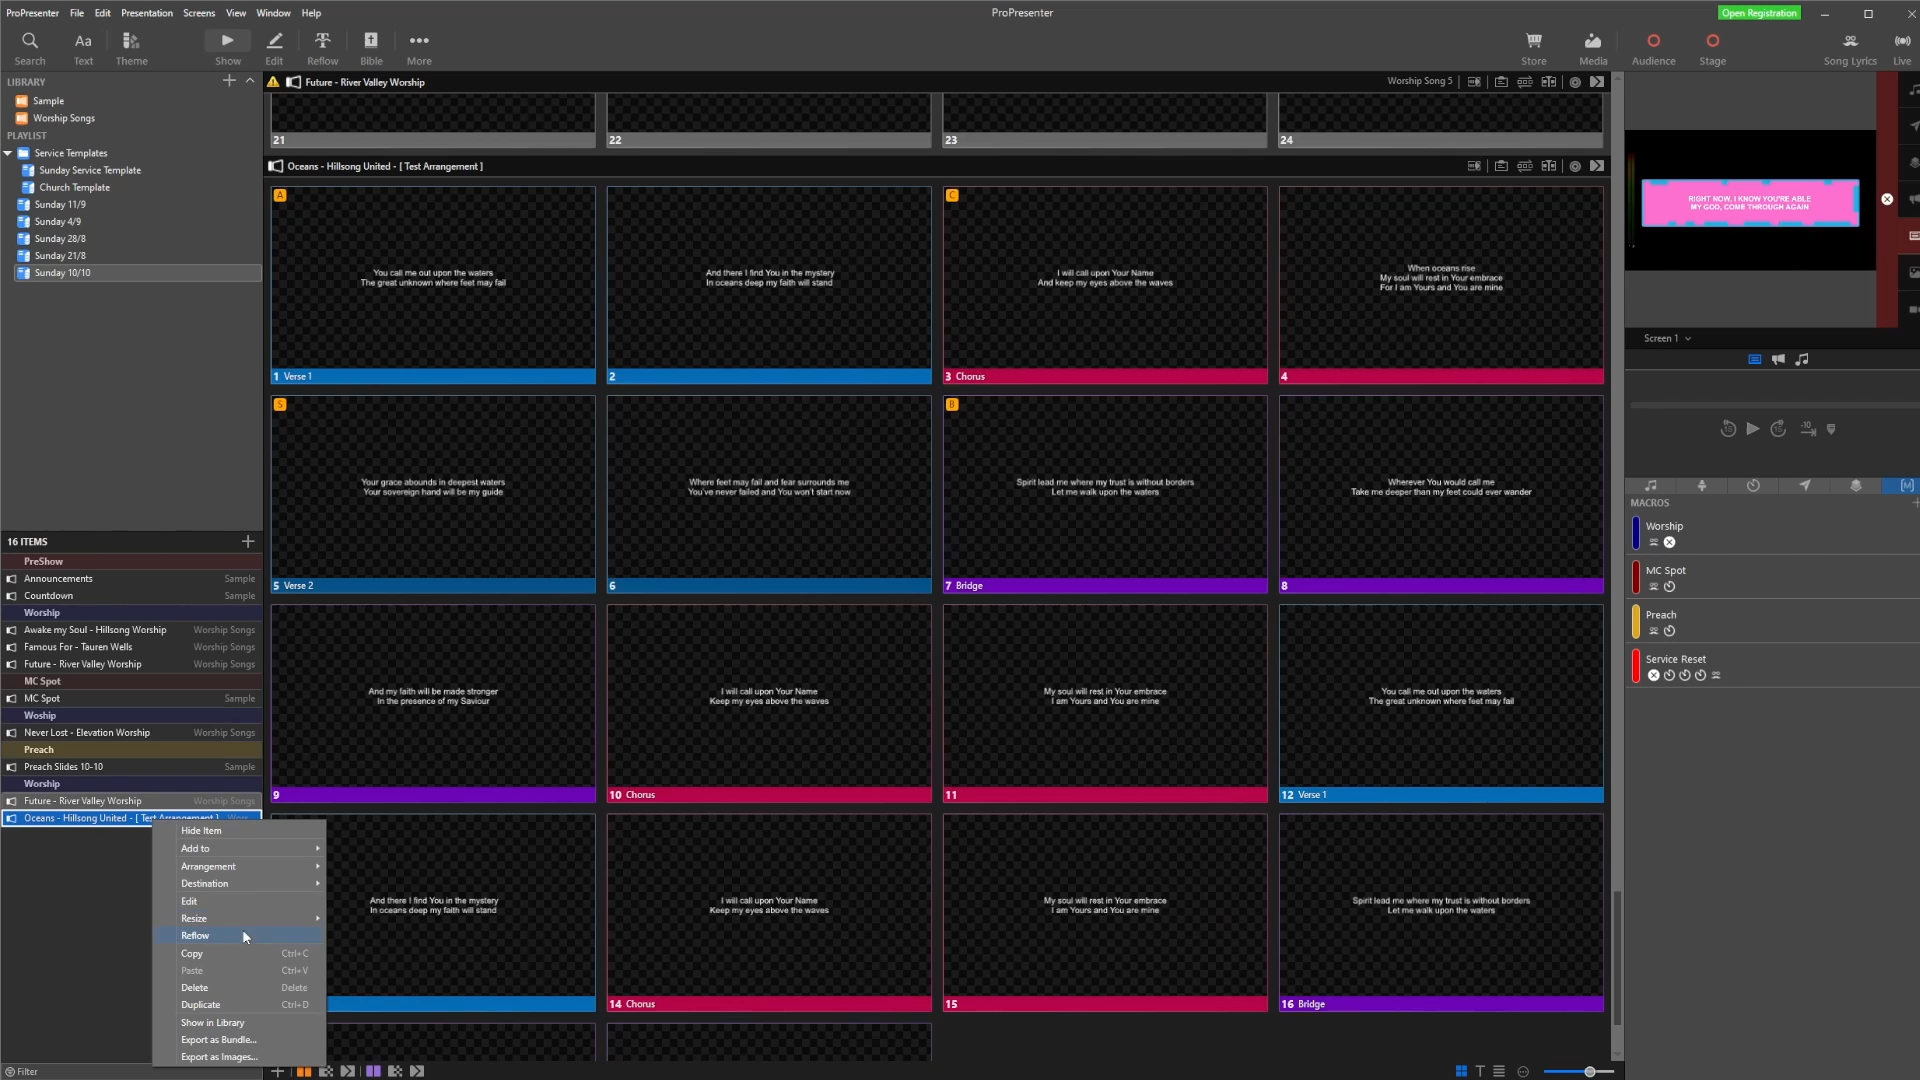 ProPresenter File Edit Presentation Screens View Window Help
ProPresenter
Open Registration
Search
Aa
Text
Theme
Show
Edit
Reflow
Bible
More
Store
Media
Audience
Stage
Song Lyrics
Live
LIBRARY
Sample
Worship Songs
PLAYLIST
Service Templates
Sunday Service Template
Church Template
Sunday 11/9
Sunday 4/9
Sunday 28/8
Sunday 21/8
Sunday 10/10
16 ITEMS
PreShow
Announcements Sample
Countdown Sample
Worship
Awake my Soul - Hillsong Worship Worship Songs
Famous For - Tauren Wells Worship Songs
Future - River Valley Worship Worship Songs
MC Spot
MC Spot Sample
Woship
Never Lost - Elevation Worship Worship Songs
Preach
Preach Slides 10-10 Sample
Worship
Future - River Valley Worship Worship Songs
Oceans - Hillsong United - [ Test Arrangement ] Wors...
Hide Item
Add to
Arrangement
Destination
Edit
Resize
Reflow
Copy Ctrl+C
Paste Ctrl+V
Delete Delete
Duplicate Ctrl+D
Show in Library
Export as Bundle...
Export as Images...
Filter
Future - River Valley Worship
Worship Song 5
21
22
23
24
Oceans - Hillsong United - [ Test Arrangement ]
A
You call me out upon the waters
The great unknown where feet may fail
1 Verse 1
And there I find You in the mystery
In oceans deep my faith will stand
2
C
I will call upon Your Name
And keep my eyes above the waves
3 Chorus
When oceans rise
My soul will rest in Your embrace
For I am Yours and You are mine
4
S
Your grace abounds in deepest waters
Your sovereign hand will be my guide
5 Verse 2
Where feet may fail and fear surrounds me
You've never failed and You won't start now
6
B
Spirit lead me where my trust is without borders
Let me walk upon the waters
7 Bridge
Wherever You would call me
Take me deeper than my feet could ever wander
8
And my faith will be made stronger
In the presence of my Saviour
9
I will call upon Your Name
Keep my eyes above the waves
10 Chorus
My soul will rest in Your embrace
I am Yours and You are mine
11
You call me out upon the waters
The great unknown where feet may fail
12 Verse 1
And there I find You in the mystery
In oceans deep my faith will stand
I will call upon Your Name
Keep my eyes above the waves
14 Chorus
My soul will rest in Your embrace
I am Yours and You are mine
15
Spirit lead me where my trust is without borders
Let me walk upon the waters
16 Bridge
RIGHT NOW, I KNOW YOU'RE ABLE
MY GOD, COME THROUGH AGAIN
Screen 1
MACROS
Worship
MC Spot
Preach
Service Reset